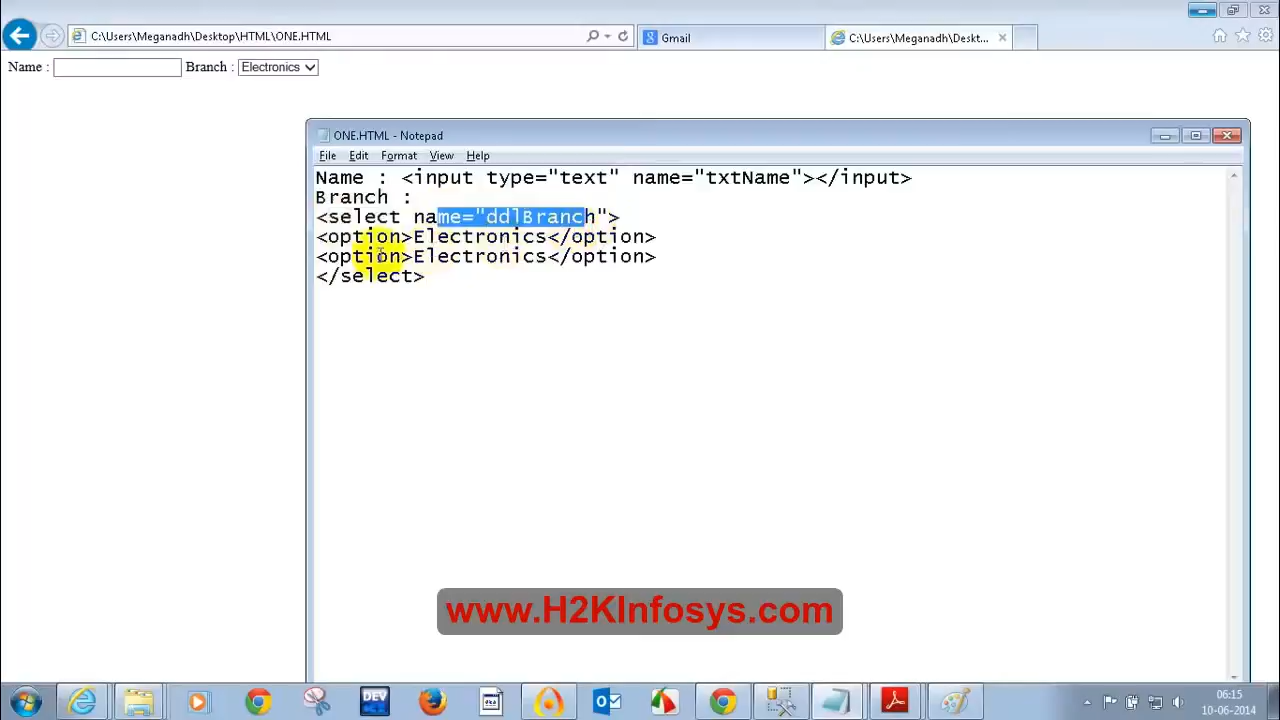 C:\Users\Meganadh\Desktop\HTML\ONE.HTML
Gmail
C:\Users\Meganadh\Deskt...
Name :
Branch :
Electronics
ONE.HTML - Notepad
File Edit Format View Help
Name : <input type="text" name="txtName"></input>
Branch :
<select name="ddlBranch">
<option>Electronics</option>
<option>Electronics</option>
</select>
www.H2KInfosys.com
DEV
06:15
10-06-2014